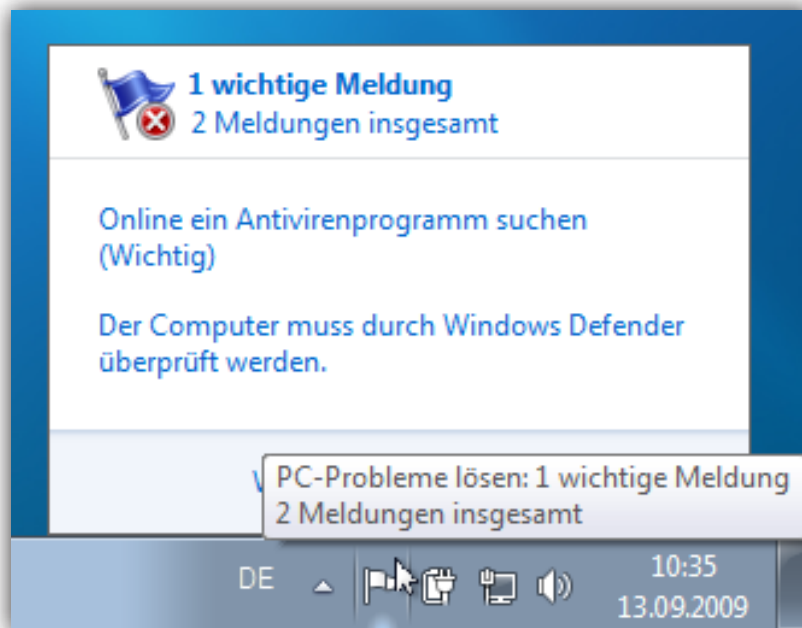 1 wichtige Meldung
2 Meldungen insgesamt
Online ein Antivirenprogramm suchen
(Wichtig)
Der Computer muss durch Windows Defender
überprüft werden.
PC-Probleme lösen: 1 wichtige Meldung
2 Meldungen insgesamt
DE
10:35
13.09.2009